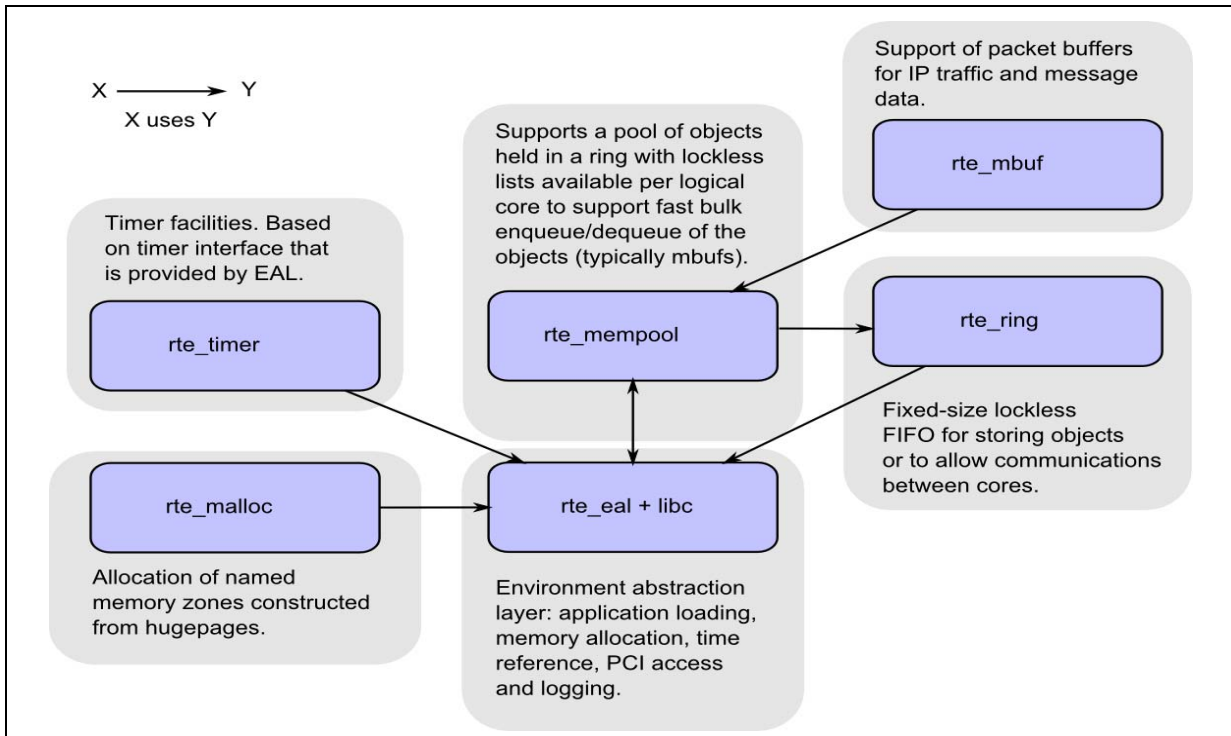 X Y
X uses Y
Support of packet buffers
for IP traffic and message
data.
rte_mbuf
Supports a pool of objects
held in a ring with lockless
lists available per logical
core to support fast bulk
enqueue/dequeue of the
objects (typically mbufs).
rte_mempool
Timer facilities. Based
on timer interface that
is provided by EAL.
rte_timer
rte_ring
Fixed-size lockless
FIFO for storing objects
or to allow communications
between cores.
rte_malloc
Allocation of named
memory zones constructed
from hugepages.
rte_eal + libc
Environment abstraction
layer: application loading,
memory allocation, time
reference, PCI access
and logging.